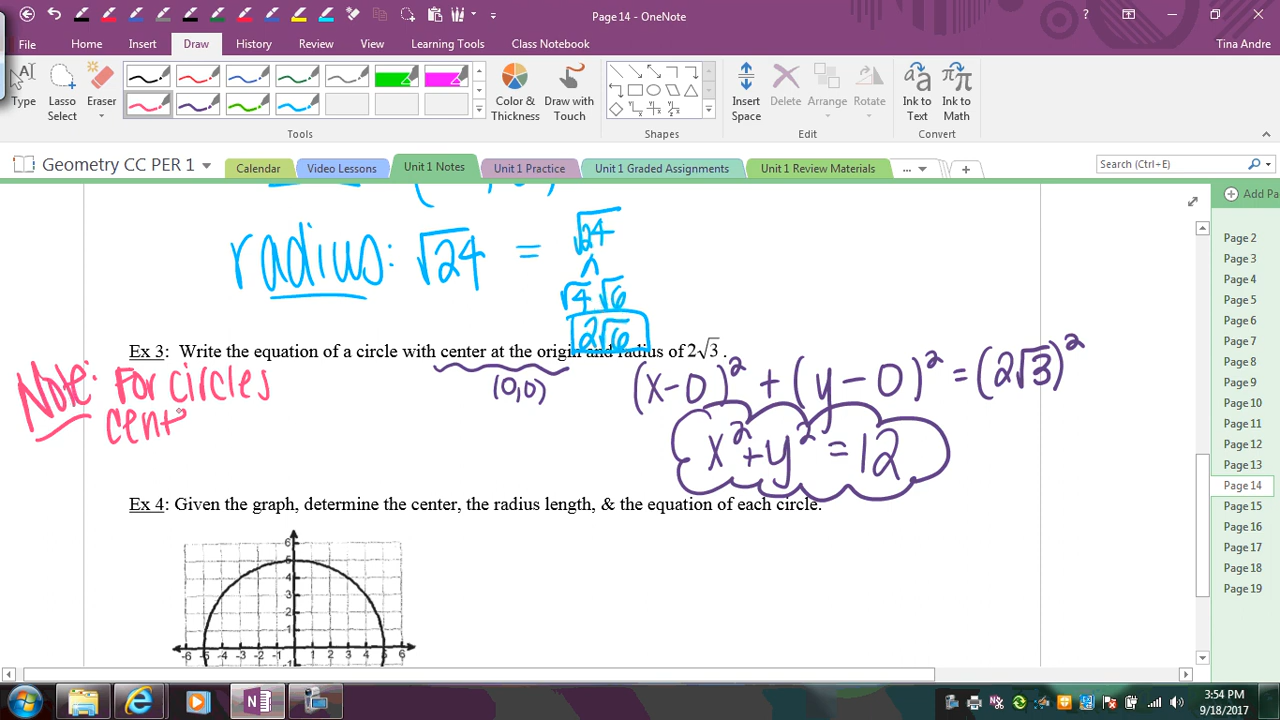 Page 14 - OneNote
?
File
Home
Insert
Draw
History
Review
View
Learning Tools
Class Notebook
Tina Andre
Type
Lasso Select
Eraser
Color & Thickness
Draw with Touch
Insert Space
Delete
Arrange
Rotate
Ink to Text
Ink to Math
Tools
Shapes
Edit
Convert
Geometry CC PER 1
Calendar
Video Lessons
Unit 1 Notes
Unit 1 Practice
Unit 1 Graded Assignments
Unit 1 Review Materials
...
+
Search (Ctrl+E)
Add Pa
Page 2
Page 3
Page 4
Page 5
Page 6
Page 7
Page 8
Page 9
Page 10
Page 11
Page 12
Page 13
Page 14
Page 15
Page 16
Page 17
Page 18
Page 19
radius: √24 = √24
√4 √6
2√6
Ex 3: Write the equation of a circle with center at the origin and radius of 2√3.
(0,0)
(x-0)² + (y-0)² = (2√3)²
x²+y² = 12
Note: For circles
cent
Ex 4: Given the graph, determine the center, the radius length, & the equation of each circle.
6
5
4
3
2
1
-6 -5 -4 -3 -2 -1 1 2 3 4 5 6
-1
3:54 PM
9/18/2017